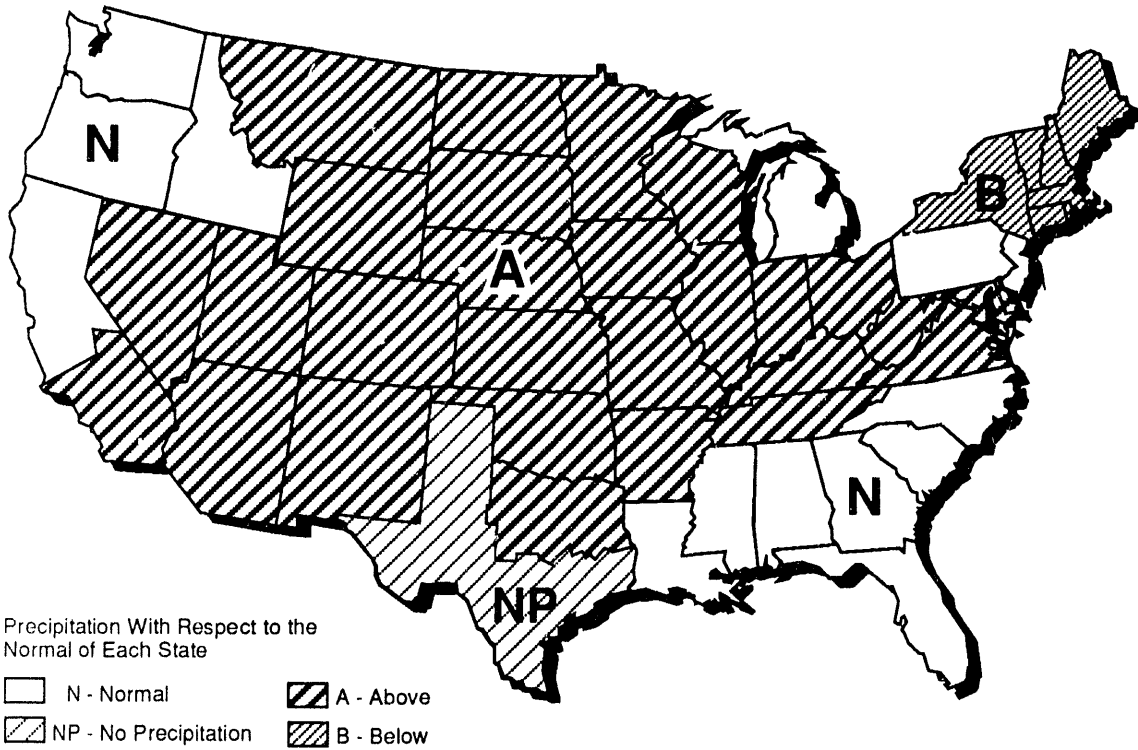 N
B
A
N
NP
Precipitation With Respect to the
Normal of Each State
N - Normal
A - Above
NP - No Precipitation
B - Below